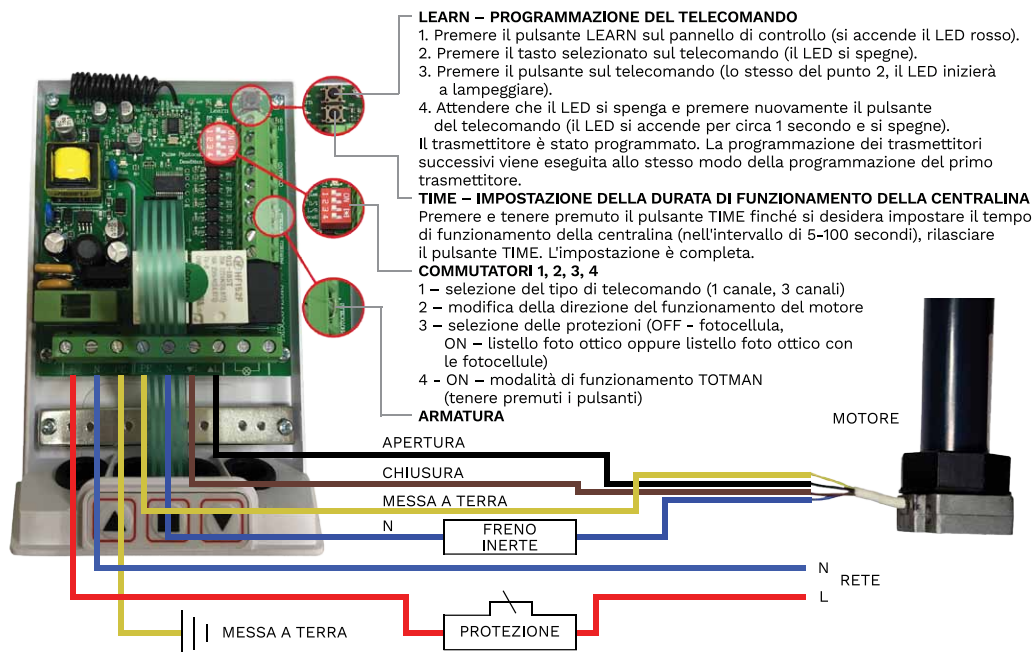 LEARN – PROGRAMMAZIONE DEL TELECOMANDO
1. Premere il pulsante LEARN sul pannello di controllo (si accende il LED rosso).
2. Premere il tasto selezionato sul telecomando (il LED si spegne).
3. Premere il pulsante sul telecomando (lo stesso del punto 2, il LED inizierà
a lampeggiare).
4. Attendere che il LED si spenga e premere nuovamente il pulsante
del telecomando (il LED si accende per circa 1 secondo e si spegne).
Il trasmettitore è stato programmato. La programmazione dei trasmettitori
successivi viene eseguita allo stesso modo della programmazione del primo
trasmettitore.
TIME – IMPOSTAZIONE DELLA DURATA DI FUNZIONAMENTO DELLA CENTRALINA
Premere e tenere premuto il pulsante TIME finché si desidera impostare il tempo
di funzionamento della centralina (nell'intervallo di 5-100 secondi), rilasciare
il pulsante TIME. L'impostazione è completa.
COMMUTATORI 1, 2, 3, 4
1 – selezione del tipo di telecomando (1 canale, 3 canali)
2 – modifica della direzione del funzionamento del motore
3 – selezione delle protezioni (OFF - fotocellula,
ON – listello foto ottico oppure listello foto ottico con
le fotocellule)
4 - ON – modalità di funzionamento TOTMAN
(tenere premuti i pulsanti)
ARMATURA
MOTORE
APERTURA
CHIUSURA
MESSA A TERRA
N
FRENO
INERTE
N
RETE
L
PROTEZIONE
MESSA A TERRA